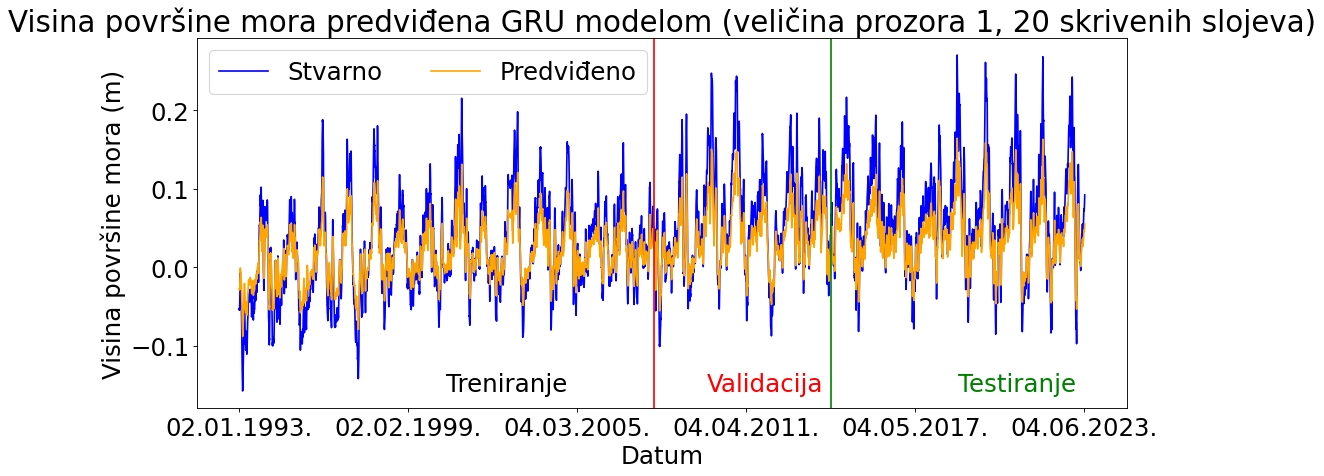 Visina površine mora predviđena GRU modelom (veličina prozora 1, 20 skrivenih slojeva)
Stvarno
Predviđeno
Visina površine mora (m)
0.2
0.1
0.0
−0.1
Treniranje
Validacija
Testiranje
02.01.1993.
02.02.1999.
04.03.2005.
04.04.2011.
04.05.2017.
04.06.2023.
Datum